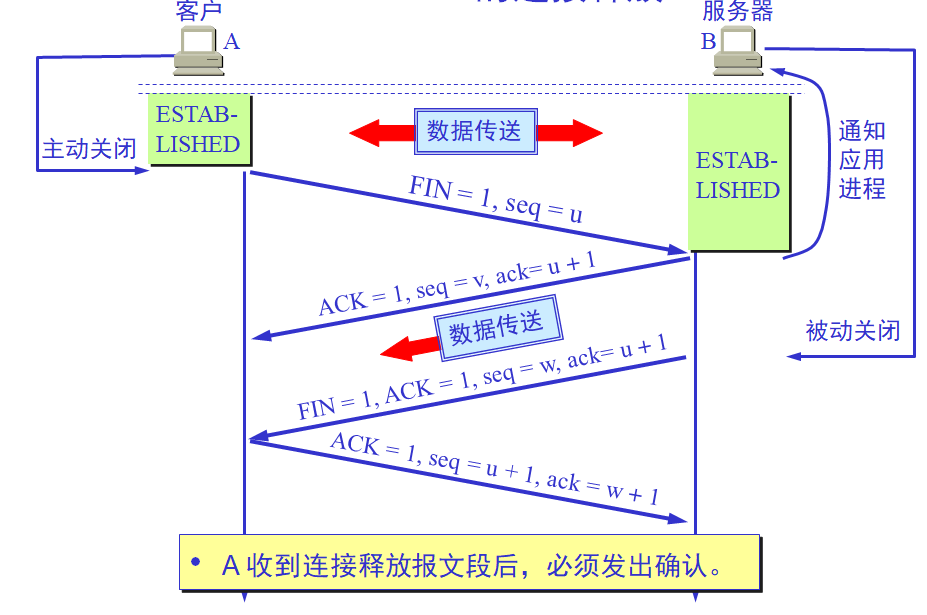 客户
服务器
A
B
ESTAB-
LISHED
数据传送
ESTAB-
LISHED
通知
应用
进程
主动关闭
FIN = 1, seq = u
ACK = 1, seq = v, ack= u + 1
数据传送
被动关闭
FIN = 1, ACK = 1, seq = w, ack= u + 1
ACK = 1, seq = u + 1, ack = w + 1
• A 收到连接释放报文段后，必须发出确认。